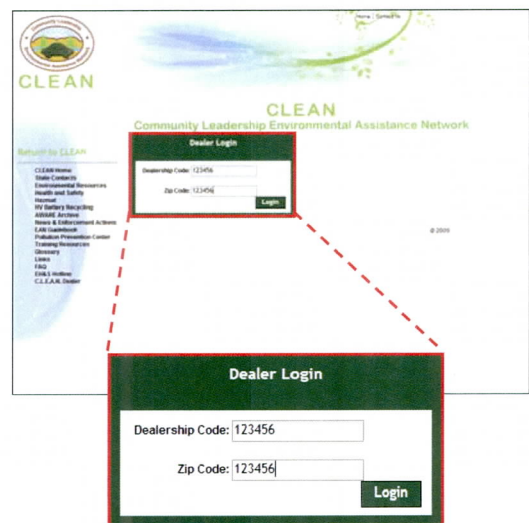 Home | Contact Us
Community Leadership
Environmental Assistance Network
CLEAN
CLEAN
Community Leadership Environmental Assistance Network
Return to CLEAN
CLEAN Home
State Contacts
Environmental Resources
Health and Safety
Hazmat
HV Battery Recycling
AWARE Archive
News & Enforcement Actions
EAN Guidebook
Pollution Prevention Center
Training Resources
Glossary
Links
FAQ
EH&S Hotline
C.L.E.A.N. Dealer
Dealer Login
Dealership Code: 123456
Zip Code: 123456
Login
© 2009
Dealer Login
Dealership Code: 123456
Zip Code: 123456
Login